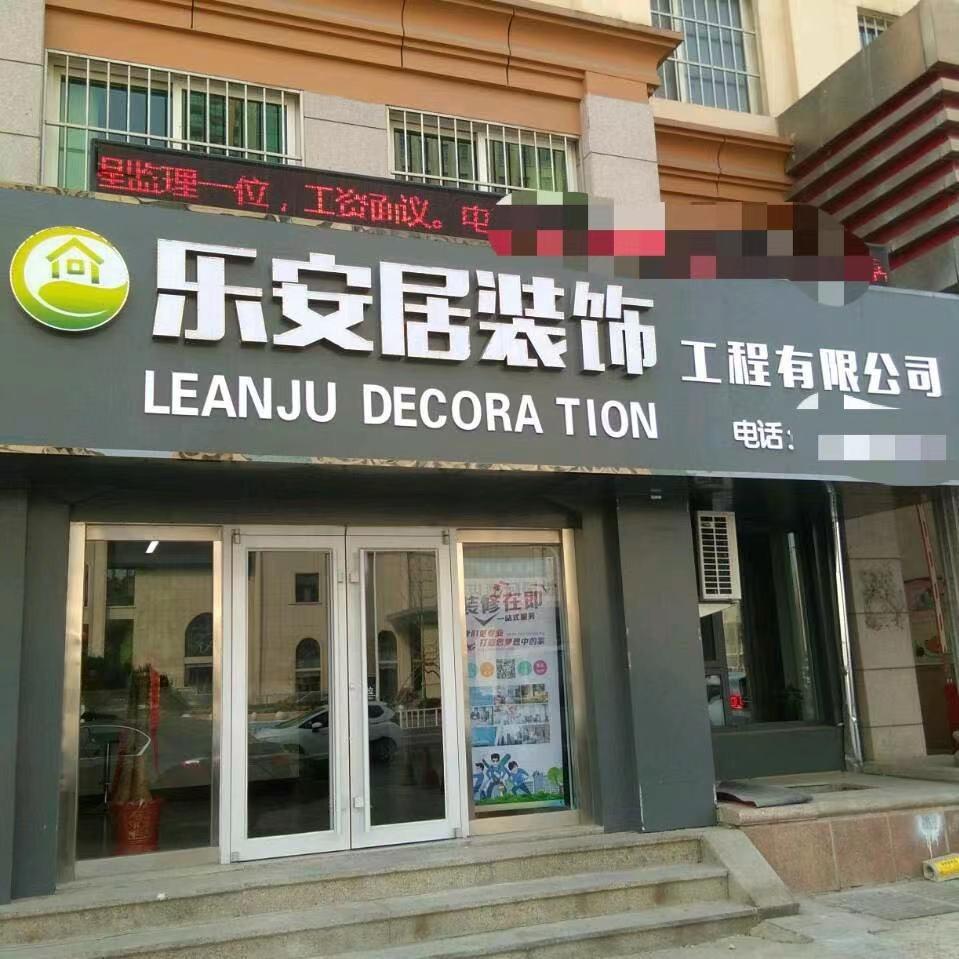 监理一位，工资面议。电
乐安居装饰
工程有限公司
LEANJU DECORA TION
电话：
装修在即
一站式服务